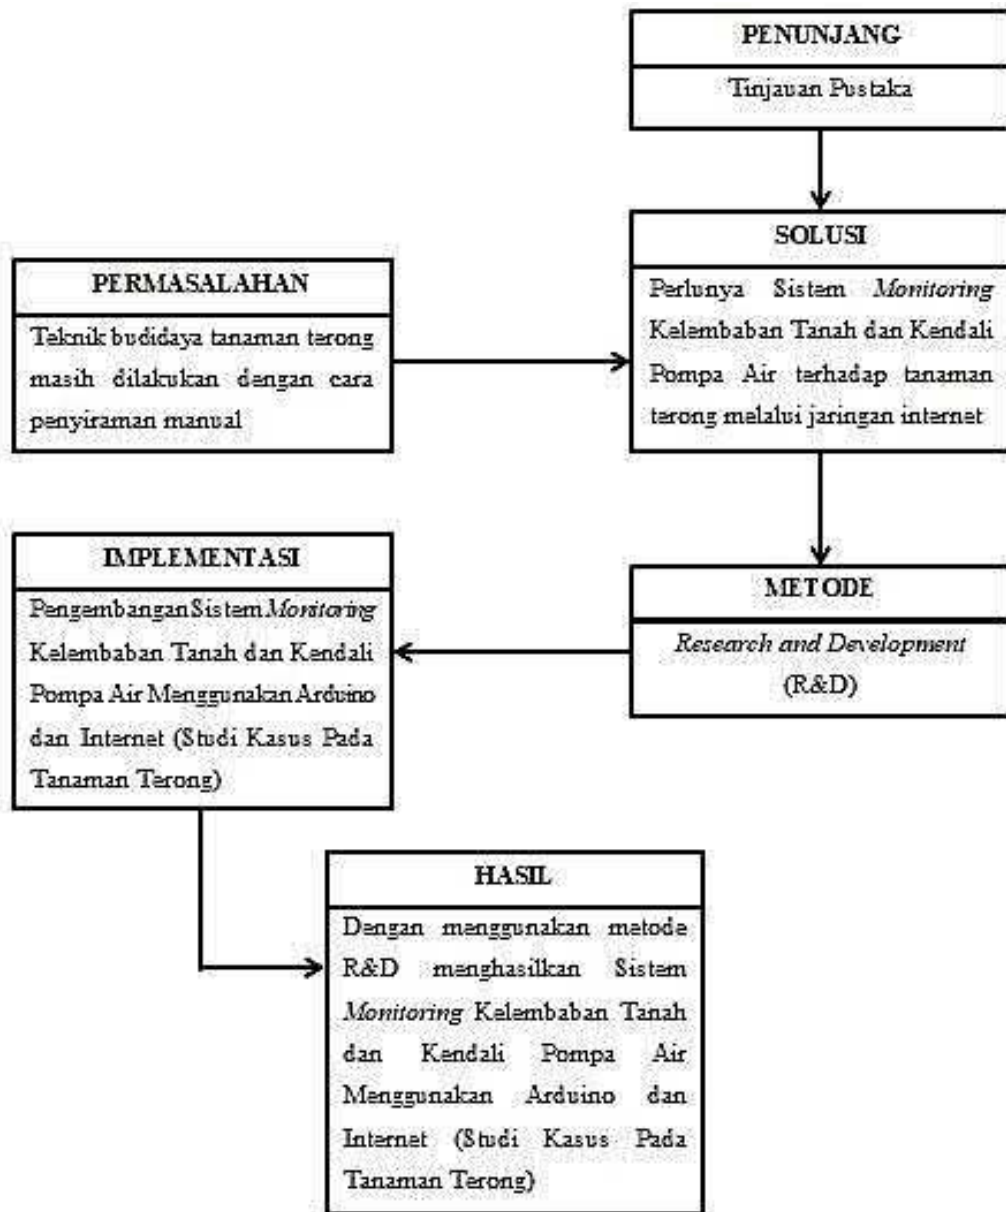 PENUNJANG
Tinjauan Pustaka
SOLUSI
Perlunya Sistem Monitoring
Kelembaban Tanah dan Kendali
Pompa Air terhadap tanaman
terong melalui jaringan internet
PERMASALAHAN
Teknik budidaya tanaman terong
masih dilakukan dengan cara
penyiraman manual
METODE
Research and Development
(R&D)
IMPLEMENTASI
Pengembangan Sistem Monitoring
Kelembaban Tanah dan Kendali
Pompa Air Menggunakan Arduino
dan Internet (Studi Kasus Pada
Tanaman Terong)
HASIL
Dengan menggunakan metode
R&D menghasilkan Sistem
Monitoring Kelembaban Tanah
dan Kendali Pompa Air
Menggunakan Arduino dan
Internet (Studi Kasus Pada
Tanaman Terong)